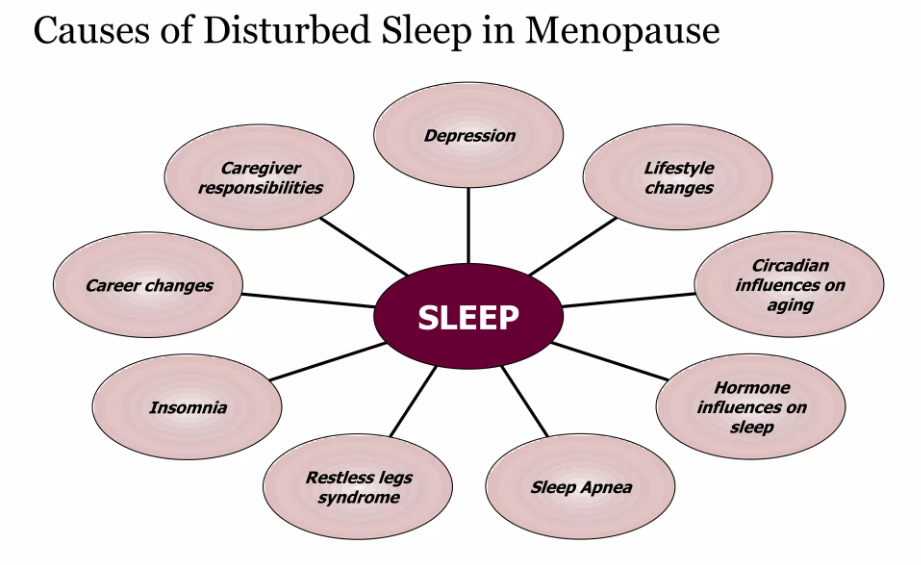 Causes of Disturbed Sleep in Menopause
Depression
Caregiver
responsibilities
Lifestyle
changes
Career changes
Circadian
influences on
aging
SLEEP
Insomnia
Hormone
influences on
sleep
Restless legs
syndrome
Sleep Apnea